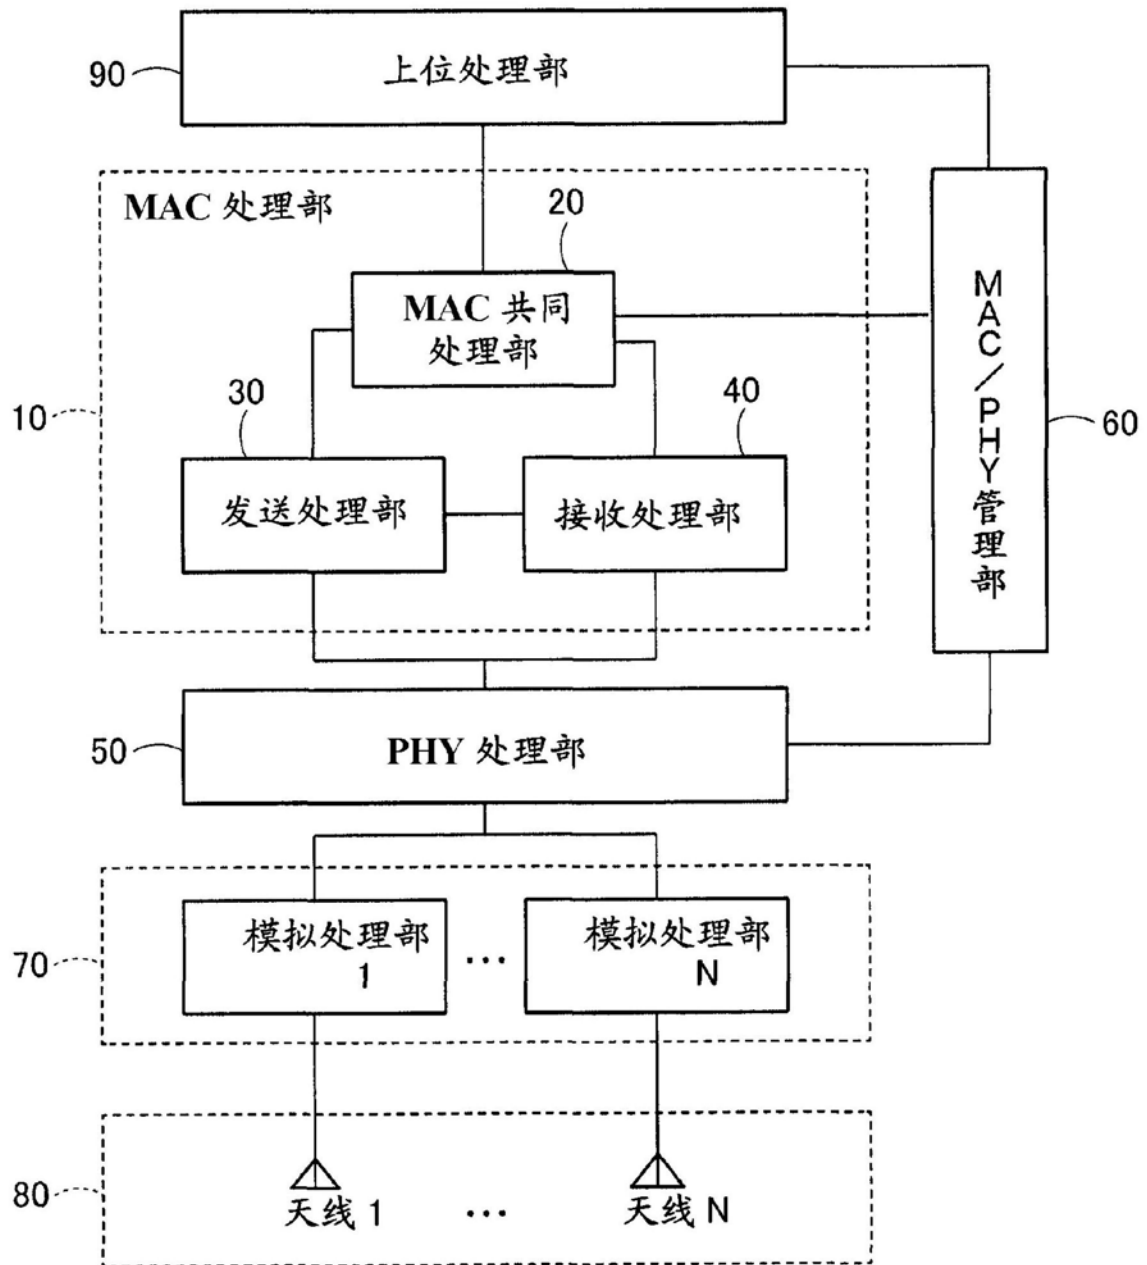 90
上位处理部
MAC 处理部
20
MAC 共同
处理部
10
30
40
发送处理部
接收处理部
MAC/PHY管理部
60
50
PHY 处理部
70
模拟处理部
1
...
模拟处理部
N
80
天线 1
...
天线 N